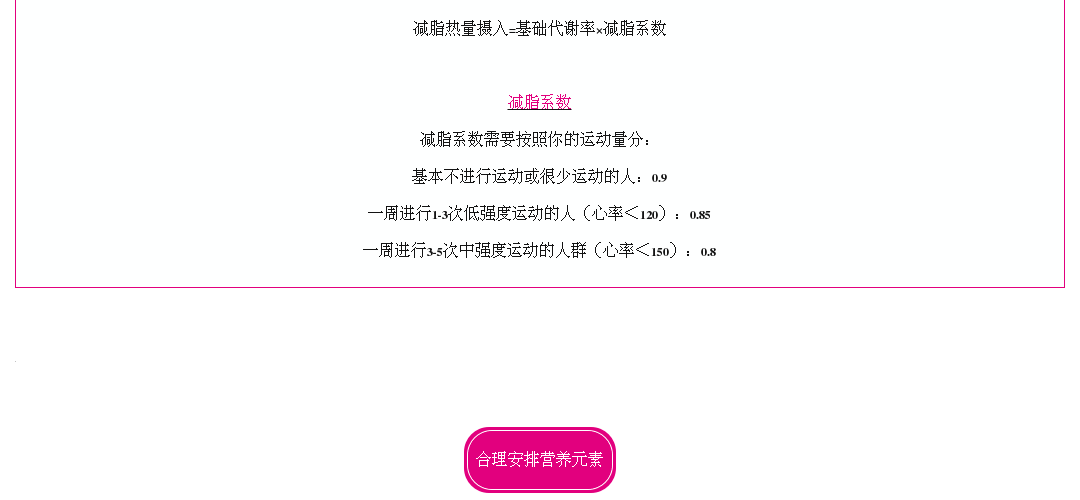 减脂热量摄入=基础代谢率×减脂系数
减脂系数
减脂系数需要按照你的运动量分：
基本不进行运动或很少运动的人：0.9
一周进行1-3次低强度运动的人（心率＜120）：0.85
一周进行3-5次中强度运动的人群（心率＜150）：0.8
合理安排营养元素